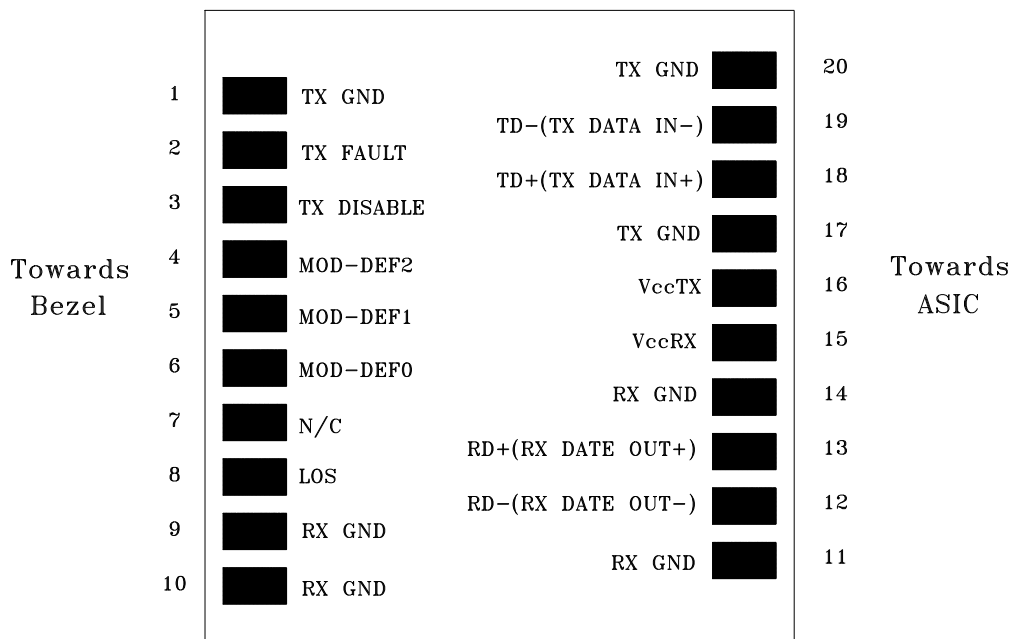 20
TX GND
1
TX GND
19
TD-(TX DATA IN-)
2
TX FAULT
18
TD+(TX DATA IN+)
3
TX DISABLE
17
TX GND
4
MOD-DEF2
Towards
Bezel
16
VccTX
Towards
ASIC
5
MOD-DEF1
15
VccRX
6
MOD-DEF0
14
RX GND
7
N/C
13
RD+(RX DATE OUT+)
8
LOS
12
RD-(RX DATE OUT-)
9
RX GND
11
RX GND
10
RX GND